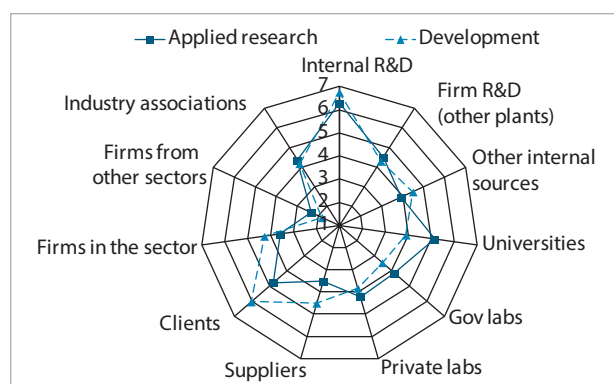 Applied research
Development
Internal R&D
Firm R&D
(other plants)
Other internal
sources
Universities
Gov labs
Private labs
Suppliers
Clients
Firms in the sector
Firms from
other sectors
Industry associations
7
6
5
4
3
2
1